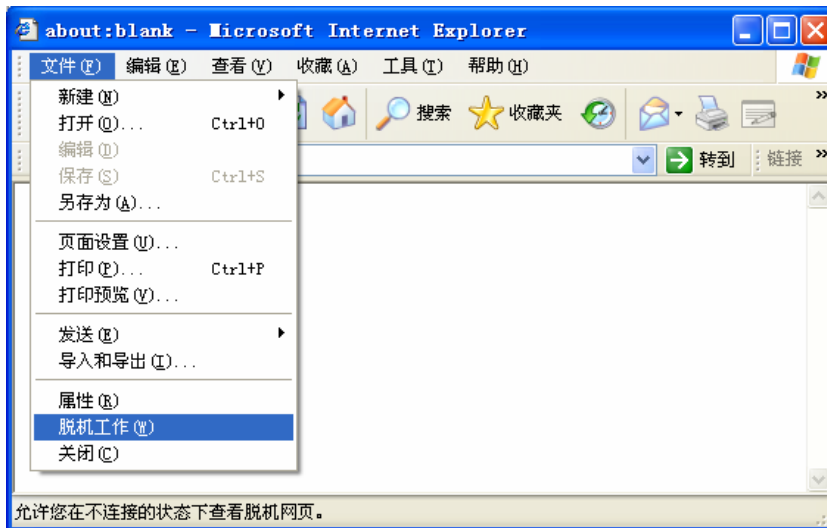 about:blank - Microsoft Internet Explorer
文件(F) 编辑(E) 查看(V) 收藏(A) 工具(T) 帮助(H)
新建(N)
打开(O)... Ctrl+O
搜索 收藏夹 »
编辑(D)
转到 链接 »
保存(S) Ctrl+S
另存为(A)...
页面设置(U)...
打印(P)... Ctrl+P
打印预览(V)...
发送(E)
导入和导出(I)...
属性(R)
脱机工作(W)
关闭(C)
允许您在不连接的状态下查看脱机网页。